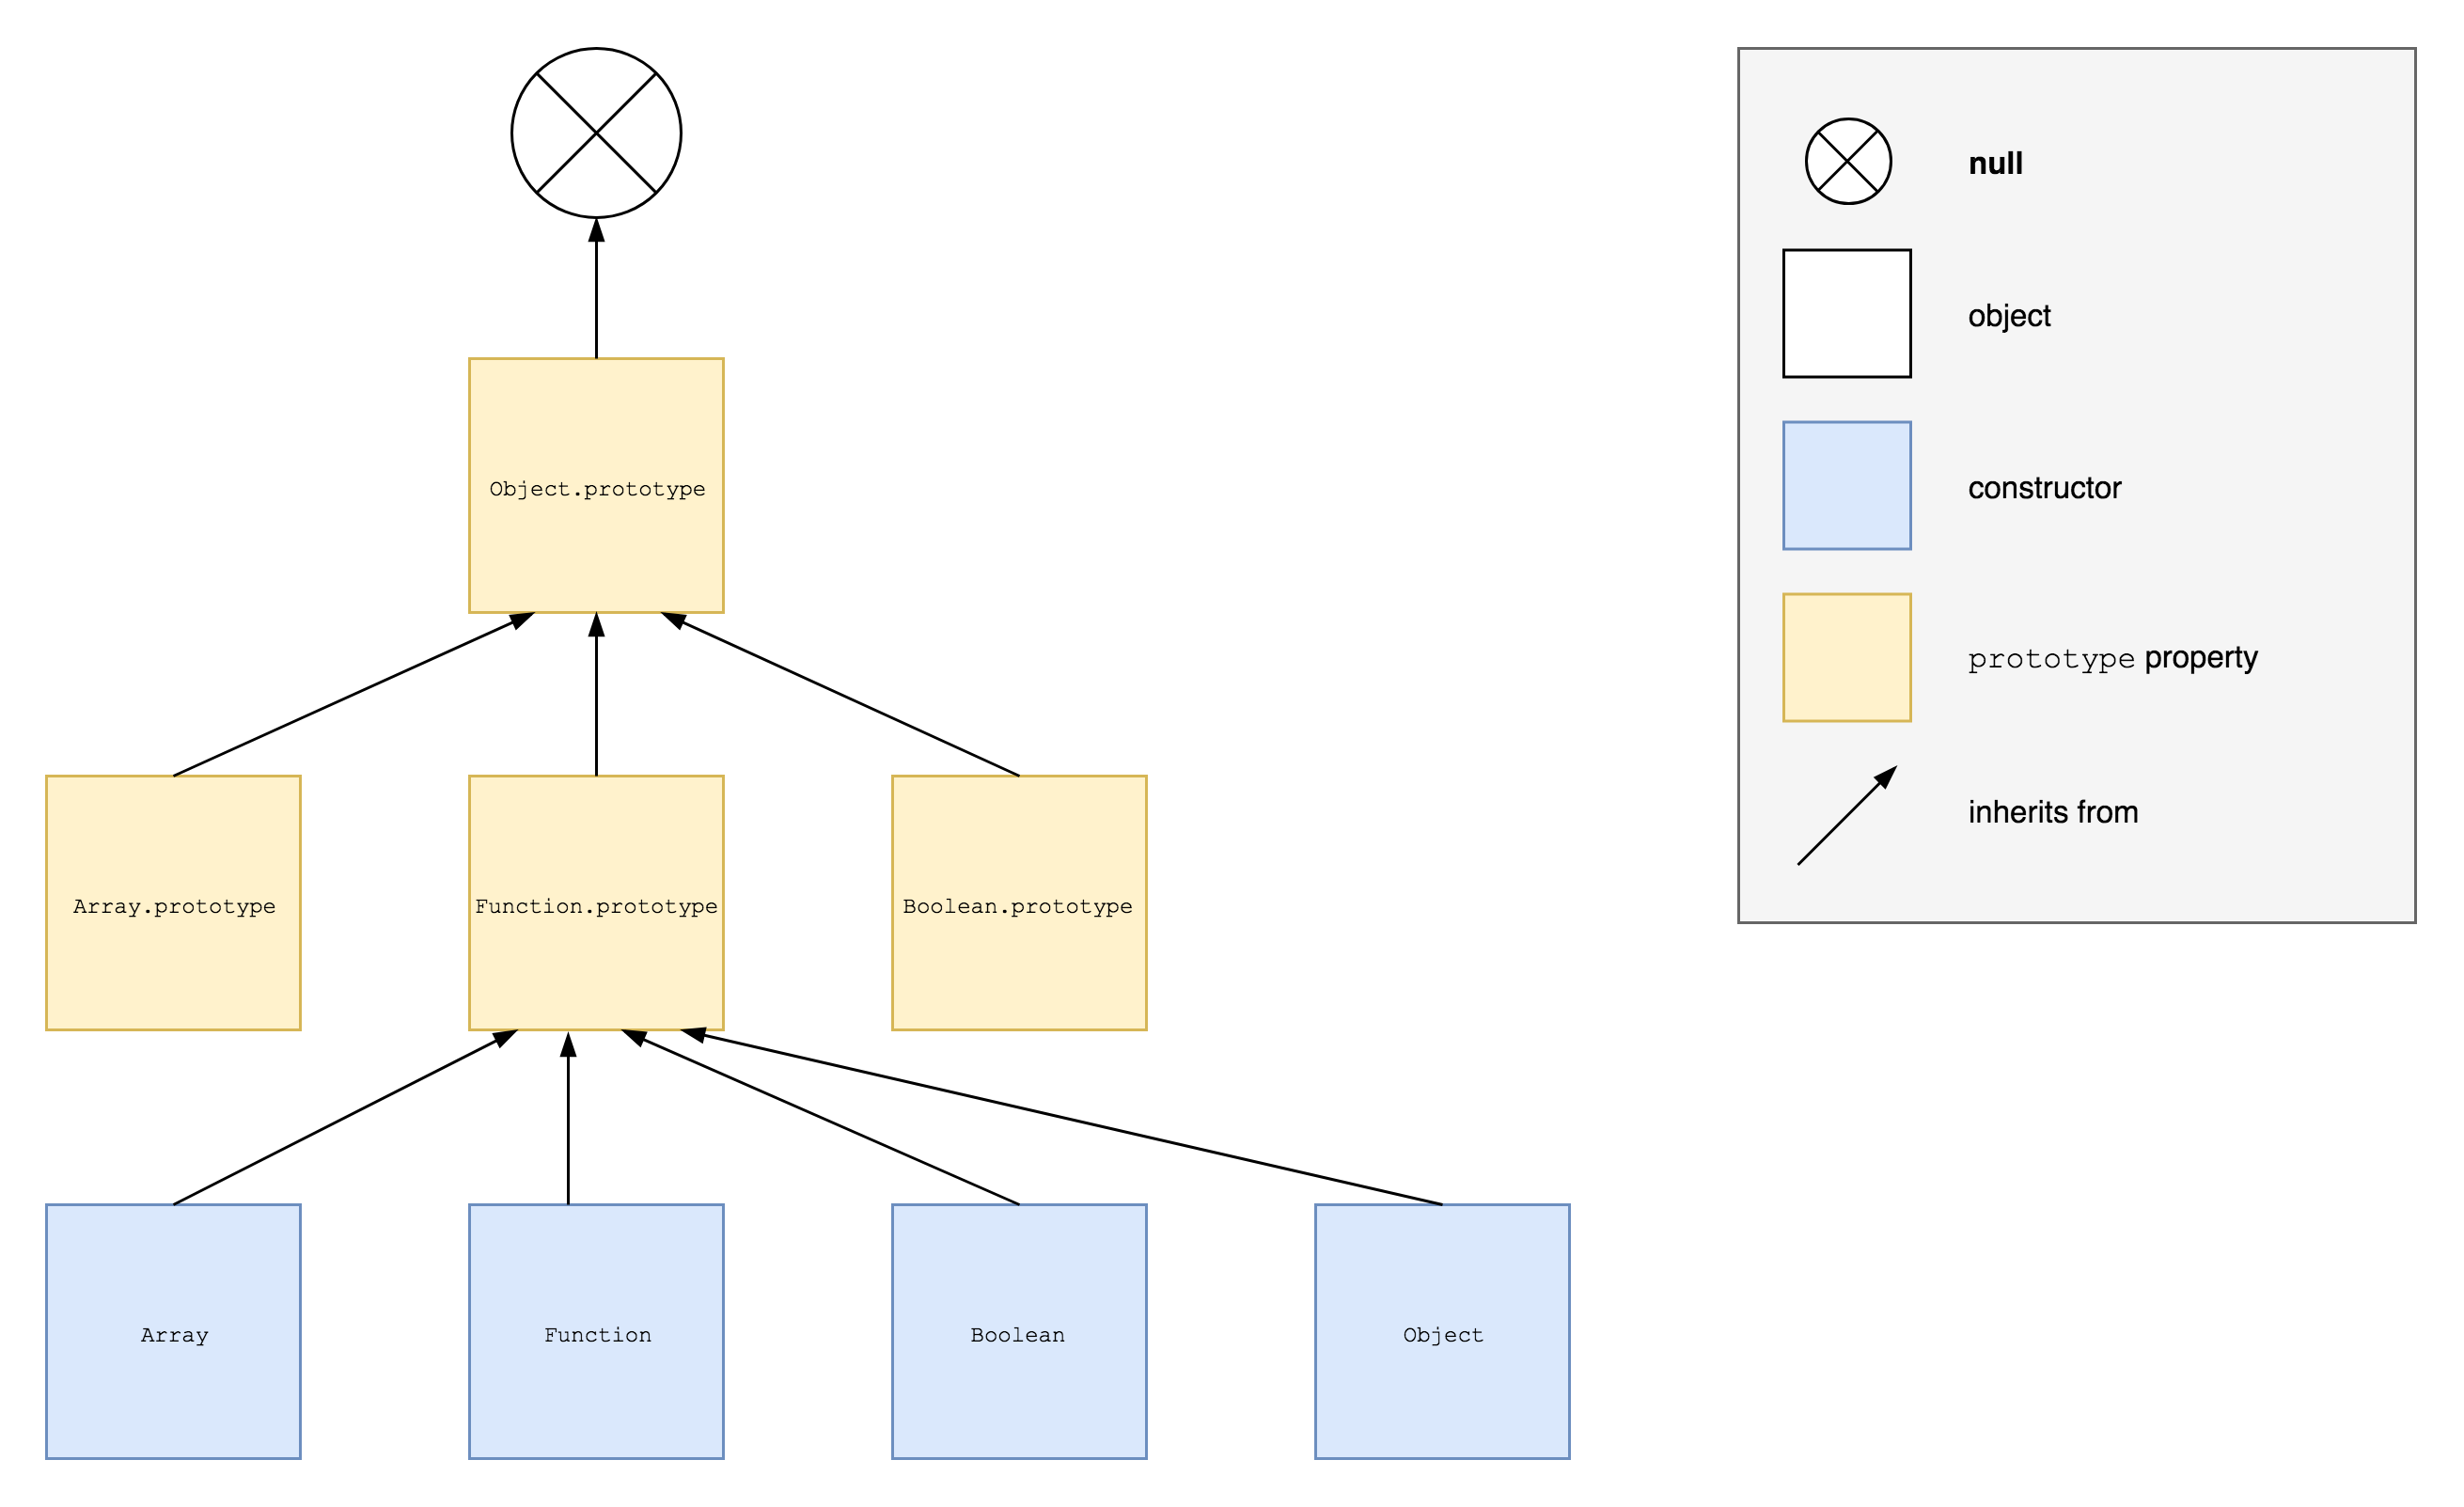 Object.prototype
Array.prototype
Function.prototype
Boolean.prototype
Array
Function
Boolean
Object
null
object
constructor
prototype property
inherits from